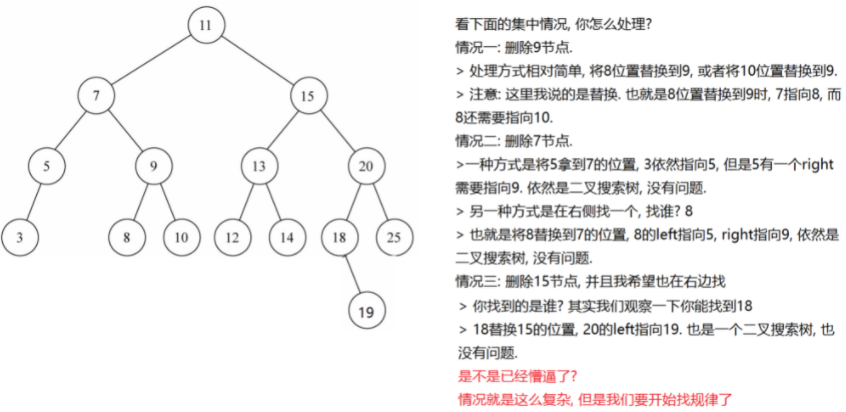 11
7
15
5
9
13
20
3
8
10
12
14
18
25
19
看下面的集中情况, 你怎么处理?
情况一: 删除9节点.
> 处理方式相对简单, 将8位置替换到9, 或者将10位置替换到9.
> 注意: 这里我说的是替换. 也就是8位置替换到9时, 7指向8, 而
8还需要指向10.
情况二: 删除7节点.
>一种方式是将5拿到7的位置, 3依然指向5, 但是5有一个right
需要指向9. 依然是二叉搜索树, 没有问题.
> 另一种方式是在右侧找一个, 找谁? 8
> 也就是将8替换到7的位置, 8的left指向5, right指向9, 依然是
二叉搜索树, 没有问题.
情况三: 删除15节点, 并且我希望也在右边找
> 你找到的是谁? 其实我们观察一下你能找到18
> 18替换15的位置, 20的left指向19. 也是一个二叉搜索树, 也
没有问题.
是不是已经懵逼了?
情况就是这么复杂, 但是我们要开始找规律了